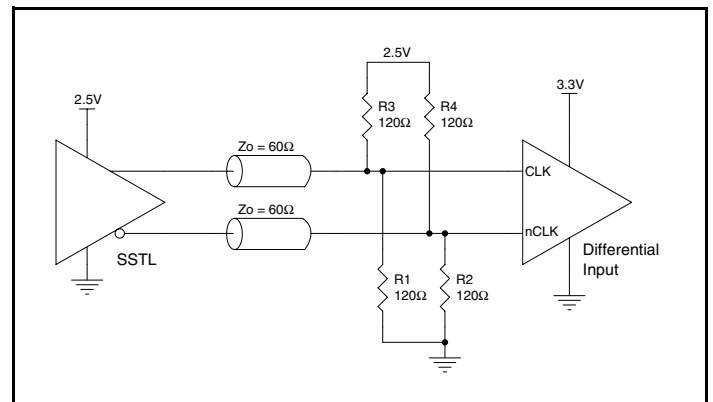 2.5V
2.5V
3.3V
R3
120Ω
R4
120Ω
Zo = 60Ω
CLK
Zo = 60Ω
nCLK
SSTL
Differential
Input
R1
120Ω
R2
120Ω